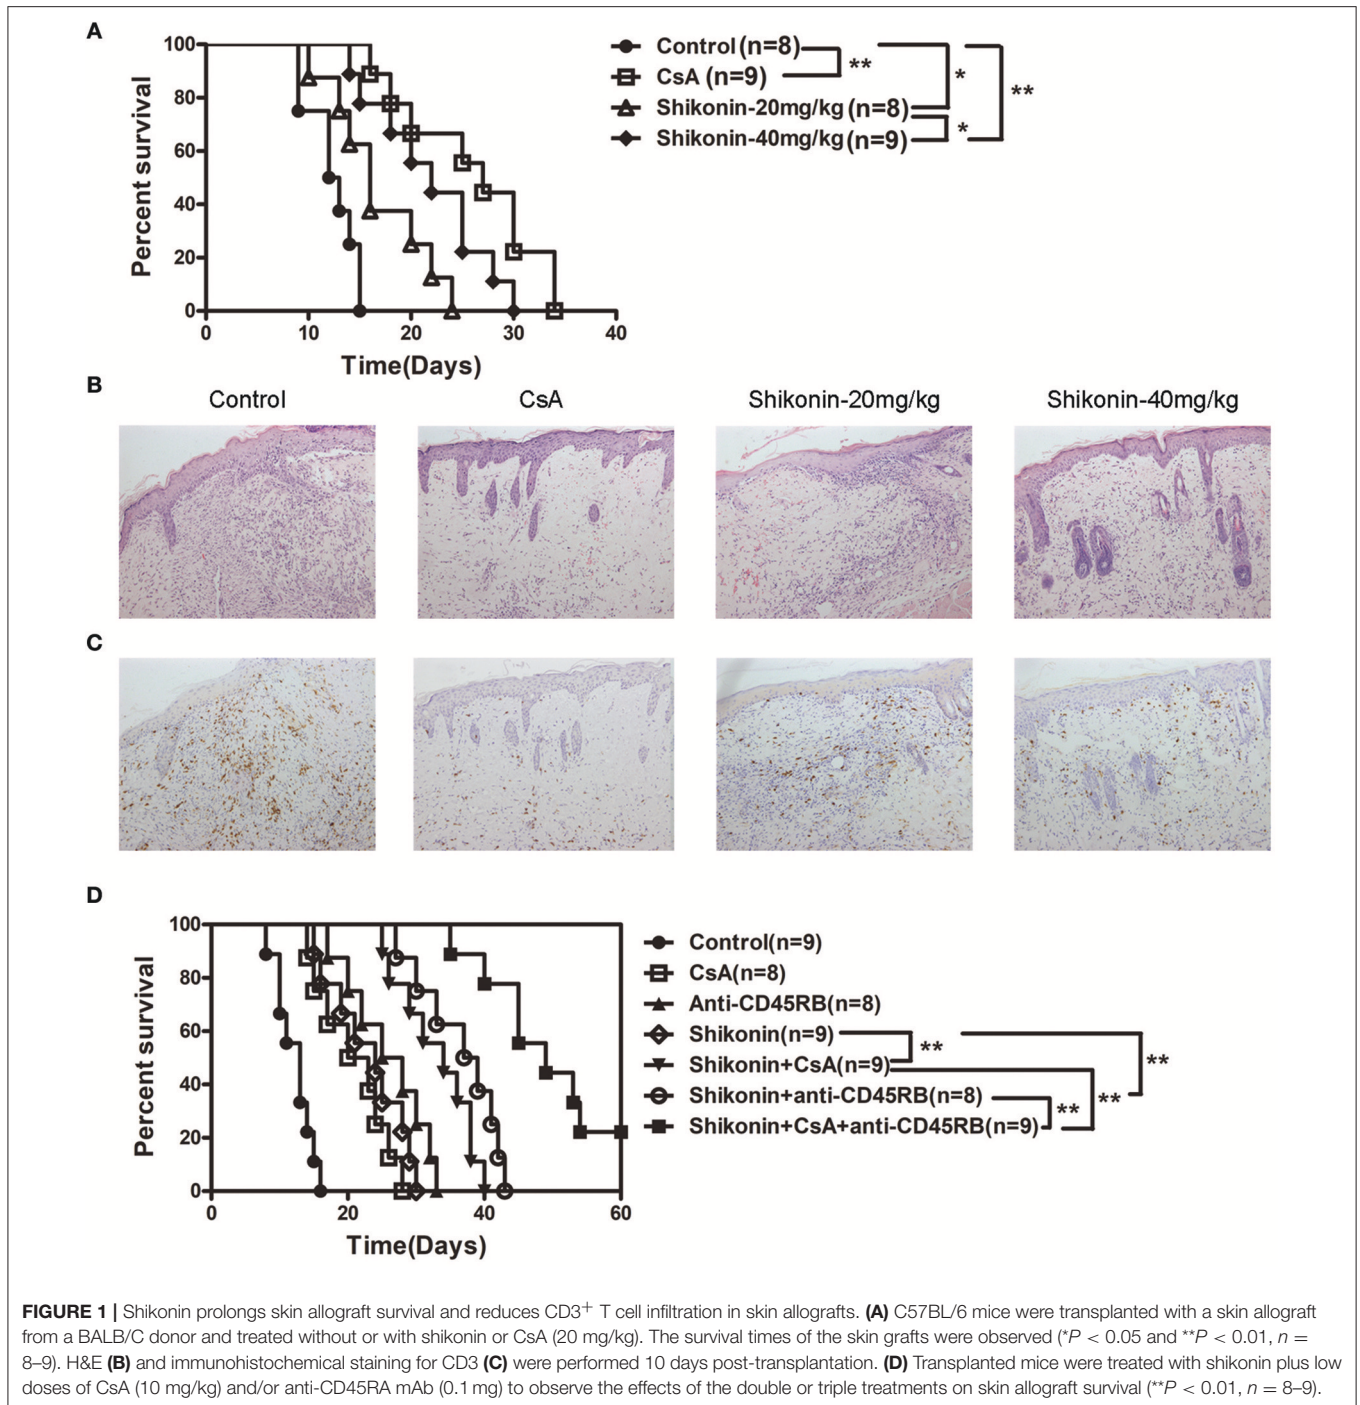 A
100
80
60
40
20
0
Percent survival
0 10 20 30 40
Time(Days)
Control(n=8)
CsA (n=9)
Shikonin-20mg/kg(n=8)
Shikonin-40mg/kg(n=9)
**
*
*
**
B
Control CsA Shikonin-20mg/kg Shikonin-40mg/kg
C
D
100
80
60
40
20
0
Percent survival
0 20 40 60
Time(Days)
Control(n=9)
CsA(n=8)
Anti-CD45RB(n=8)
Shikonin(n=9)
Shikonin+CsA(n=9)
Shikonin+anti-CD45RB(n=8)
Shikonin+CsA+anti-CD45RB(n=9)
**
**
**
**
FIGURE 1 | Shikonin prolongs skin allograft survival and reduces CD3+ T cell infiltration in skin allografts. (A) C57BL/6 mice were transplanted with a skin allograft
from a BALB/C donor and treated without or with shikonin or CsA (20 mg/kg). The survival times of the skin grafts were observed (*P < 0.05 and **P < 0.01, n =
8–9). H&E (B) and immunohistochemical staining for CD3 (C) were performed 10 days post-transplantation. (D) Transplanted mice were treated with shikonin plus low
doses of CsA (10 mg/kg) and/or anti-CD45RA mAb (0.1 mg) to observe the effects of the double or triple treatments on skin allograft survival (**P < 0.01, n = 8–9).